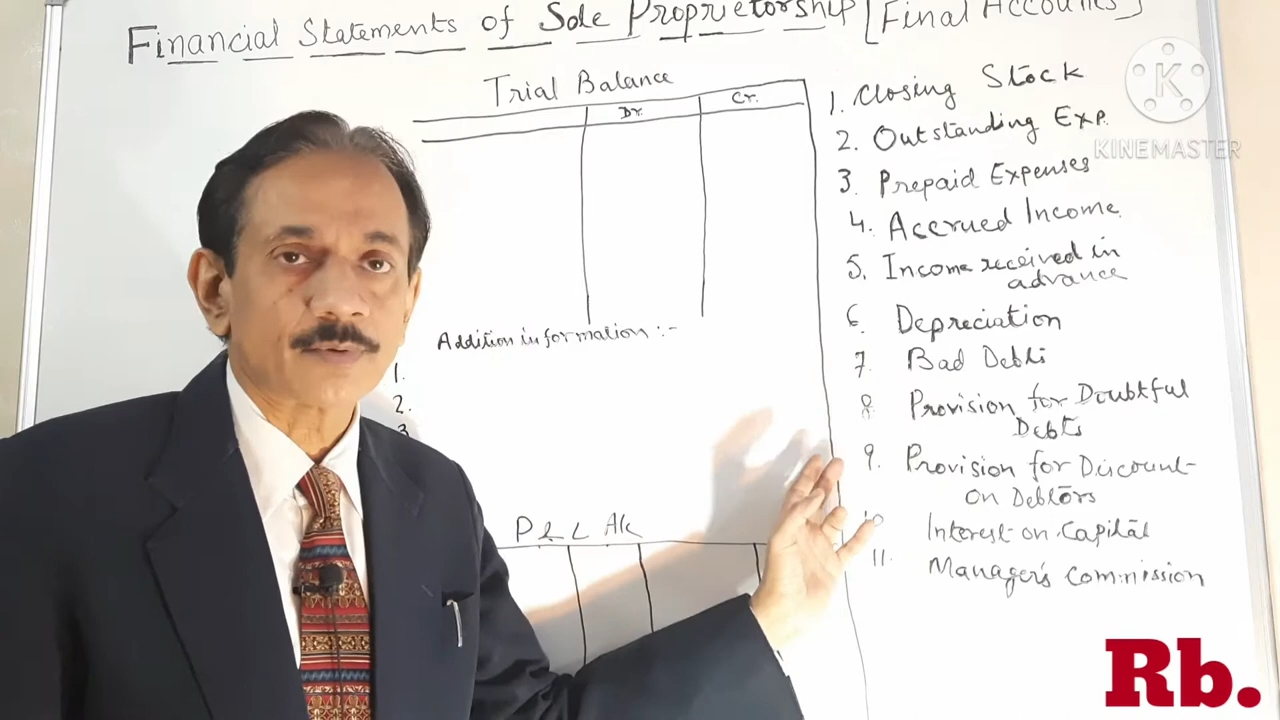 Financial Statements of Sole Proprietorship [Final Accounts]
Trial Balance
Dr.
Cr.
Addition information :-
1.
2.
3
P & L A/c
1. Closing Stock
2. Outstanding Exp.
3. Prepaid Expenses
4. Accrued Income
5. Income received in
advance
6. Depreciation
7. Bad Debts
8 Provision for Doubtful
Debts
9. Provision for Discount
on Debtors
10 Interest on Capital
11. Manager's Commission
K
KINEMASTER
Rb.